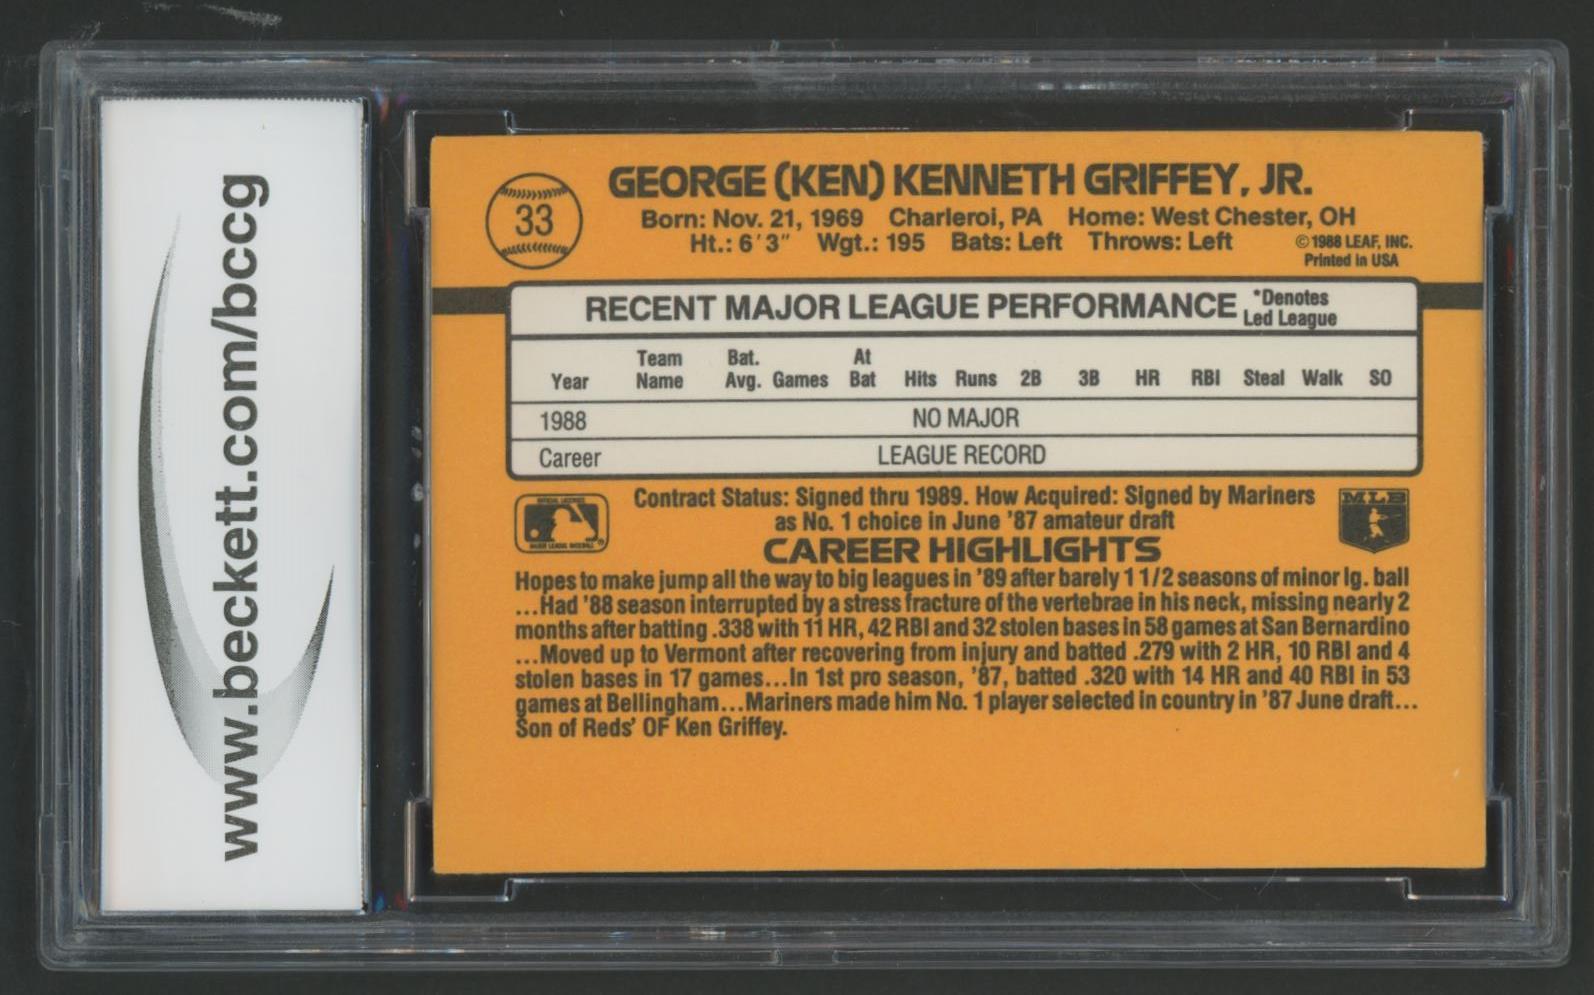 www.beckett.com/bccg
33
GEORGE (KEN) KENNETH GRIFFEY, JR.
Born: Nov. 21, 1969 Charleroi, PA Home: West Chester, OH
Ht.: 6'3" Wgt.: 195 Bats: Left Throws: Left
©1988 LEAF, INC.
Printed in USA
RECENT MAJOR LEAGUE PERFORMANCE *Denotes
Led League
Year Team Name Bat. Avg. Games At Bat Hits Runs 2B 3B HR RBI Steal Walk SO
1988 NO MAJOR
Career LEAGUE RECORD
Contract Status: Signed thru 1989. How Acquired: Signed by Mariners
as No. 1 choice in June '87 amateur draft
MLB
MAJOR LEAGUE BASEBALL
CAREER HIGHLIGHTS
Hopes to make jump all the way to big leagues in '89 after barely 1 1/2 seasons of minor lg. ball
...Had '88 season interrupted by a stress fracture of the vertebrae in his neck, missing nearly 2
months after batting .338 with 11 HR, 42 RBI and 32 stolen bases in 58 games at San Bernardino
...Moved up to Vermont after recovering from injury and batted .279 with 2 HR, 10 RBI and 4
stolen bases in 17 games...In 1st pro season, '87, batted .320 with 14 HR and 40 RBI in 53
games at Bellingham...Mariners made him No. 1 player selected in country in '87 June draft...
Son of Reds' OF Ken Griffey.